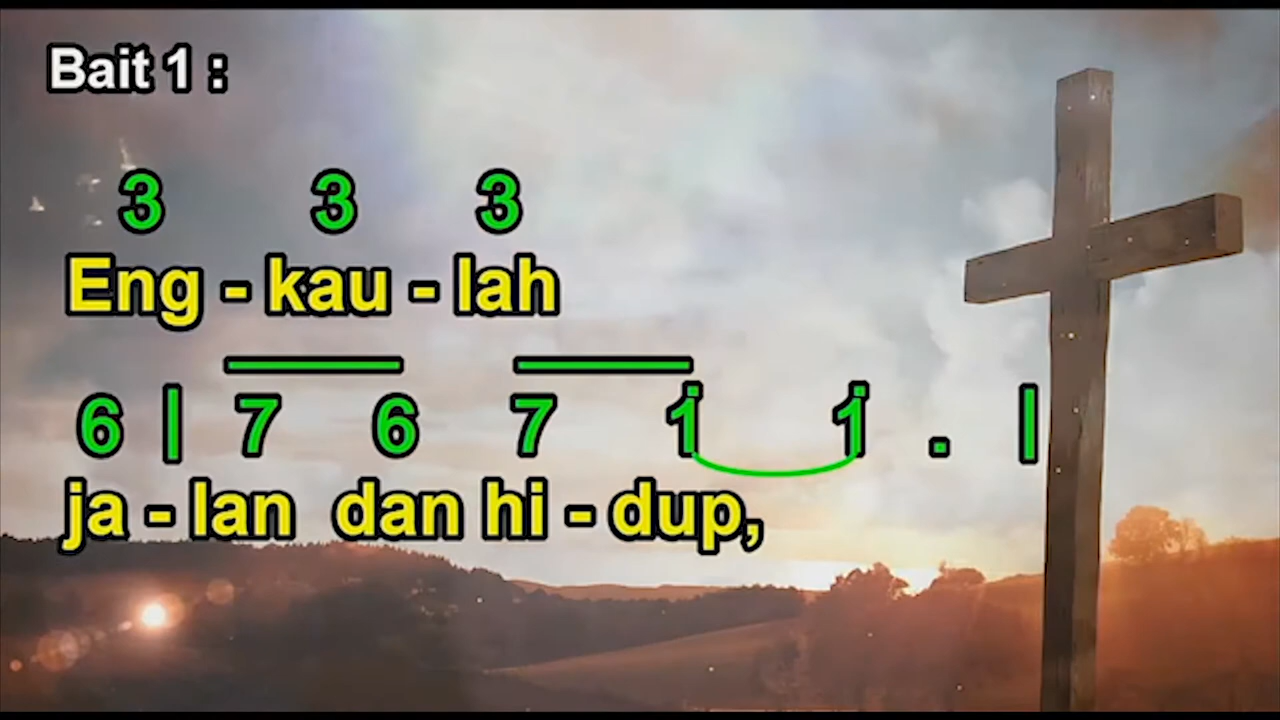 Bait 1 :
3 3 3
Eng - kau - lah
6 | 7 6 7 1̇ 1̇ . |
ja - lan dan hi - dup,